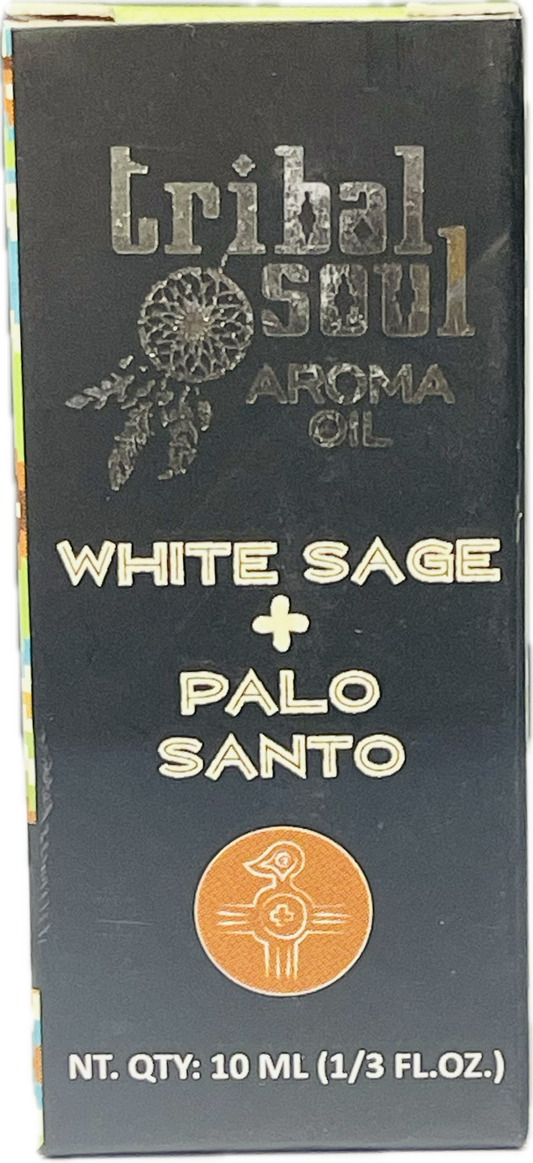 tribal
soul
AROMA
OIL
WHITE SAGE
+
PALO
SANTO
NT. QTY: 10 ML (1/3 FL.OZ.)